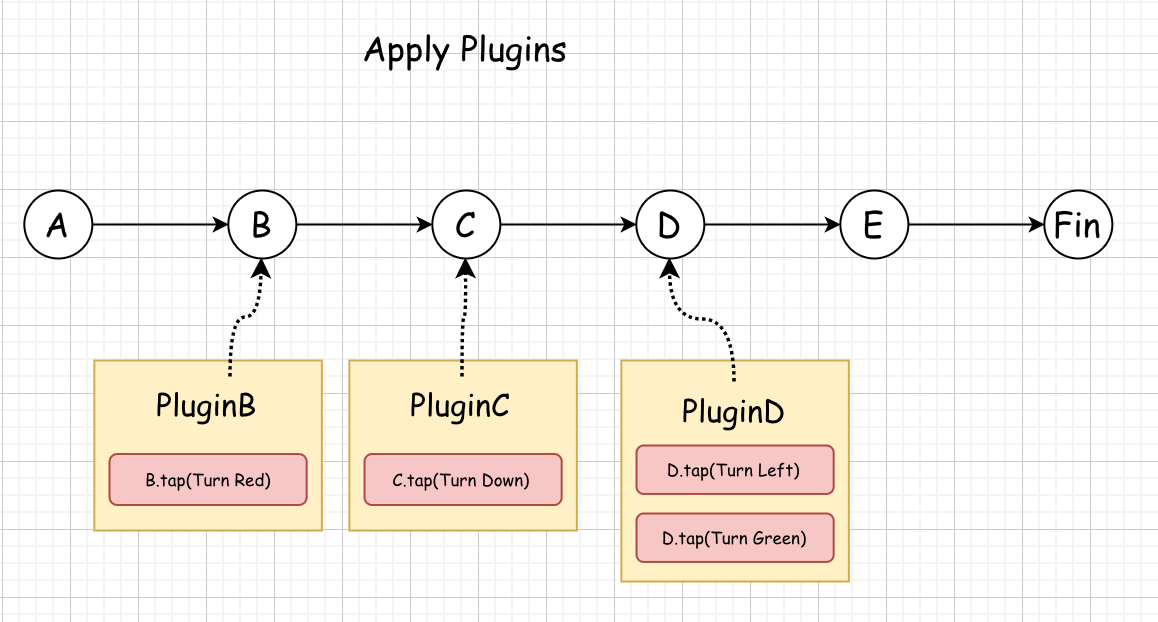 Apply Plugins
A
B
C
D
E
Fin
PluginB
B.tap(Turn Red)
PluginC
C.tap(Turn Down)
PluginD
D.tap(Turn Left)
D.tap(Turn Green)